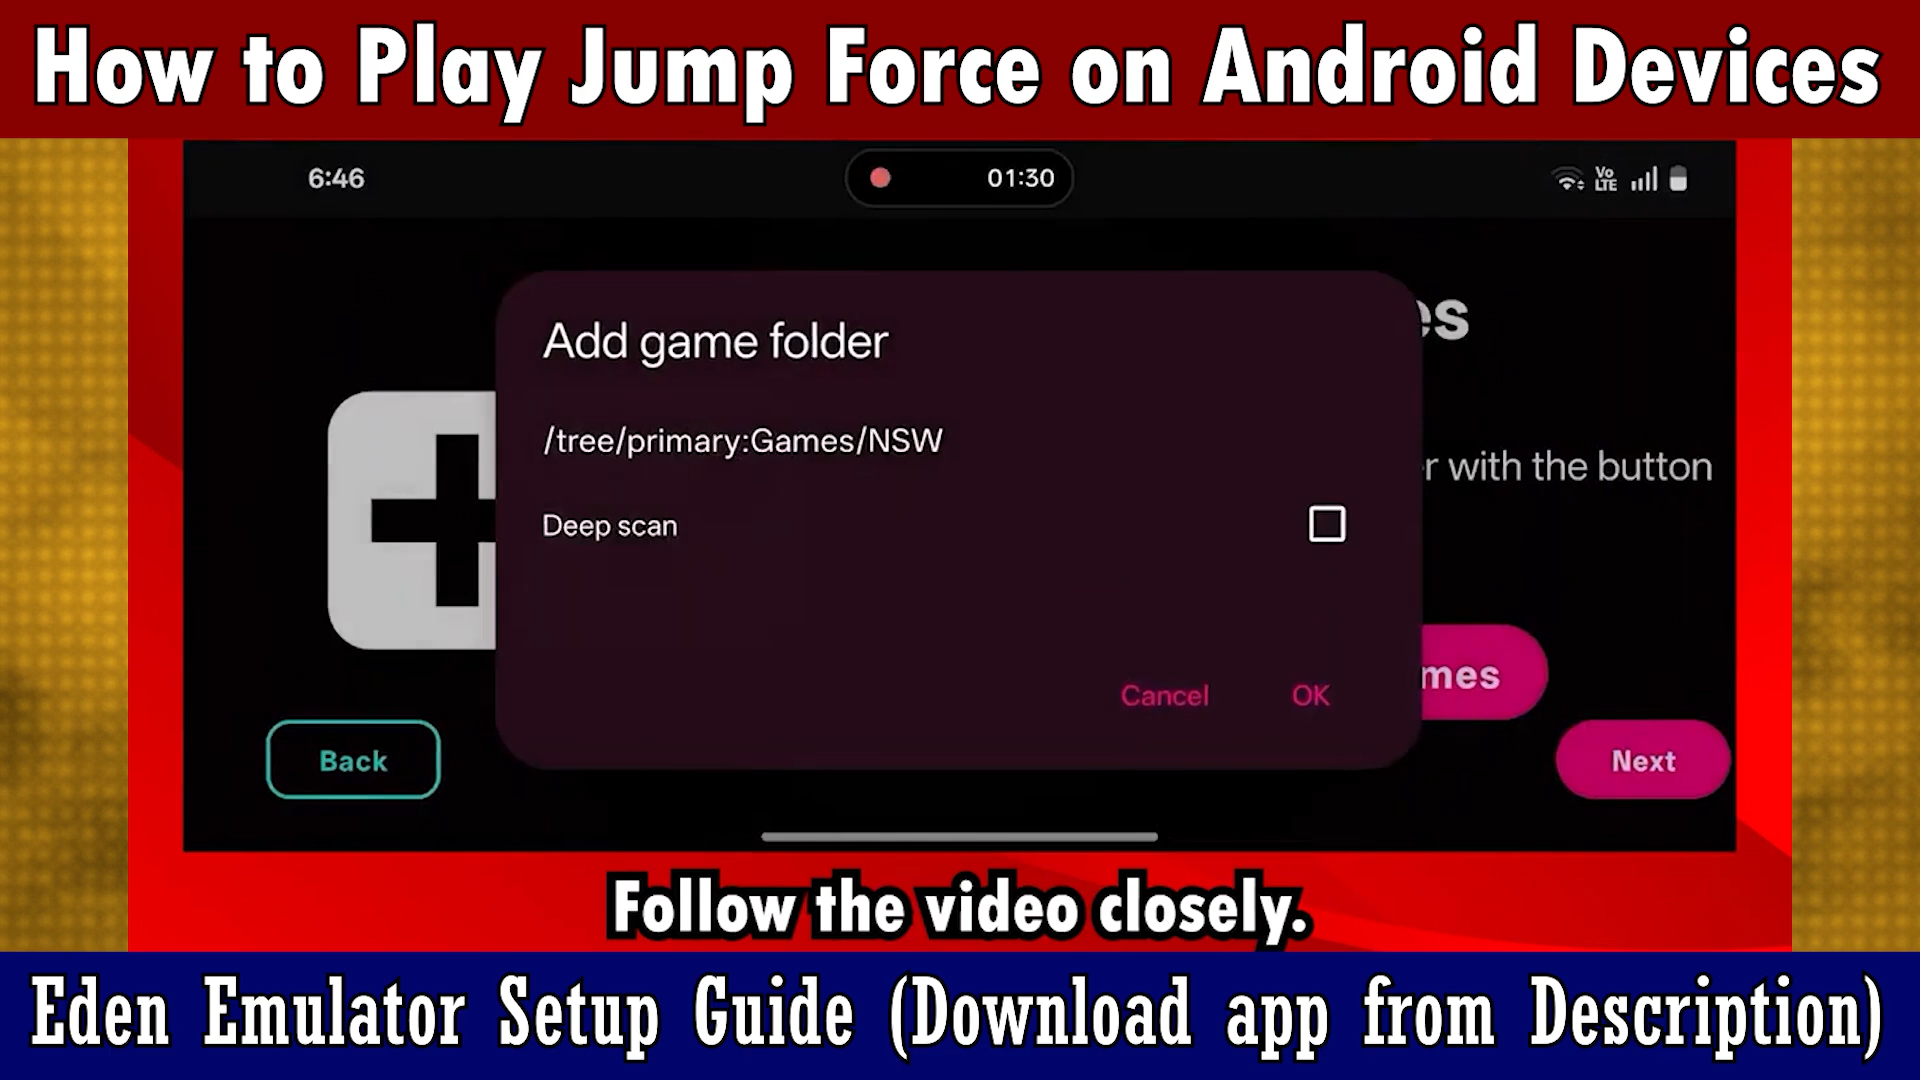 How to Play Jump Force on Android Devices
6:46
01:30
Vo
LTE
Add game folder
/tree/primary:Games/NSW
r with the button
Deep scan
Cancel
OK
mes
Back
Next
Follow the video closely.
Eden Emulator Setup Guide (Download app from Description)